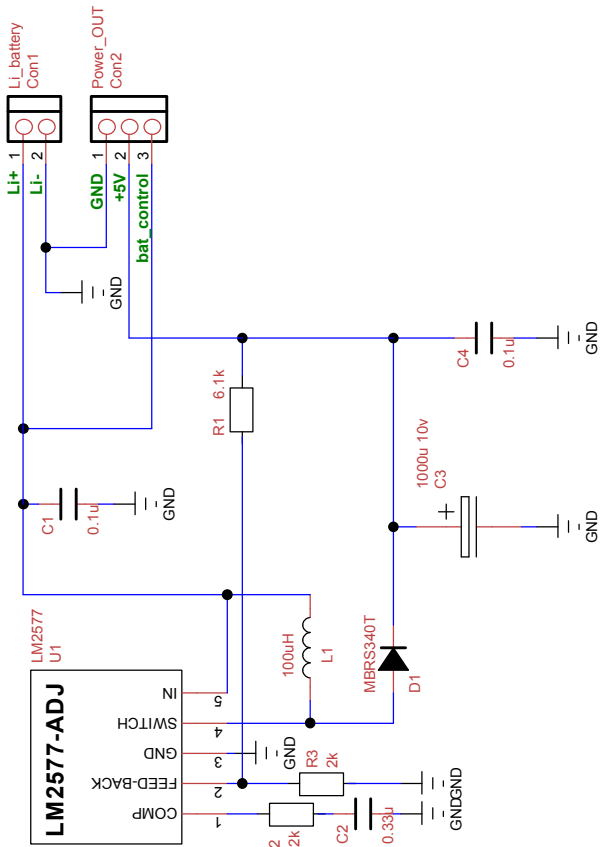 Li_battery
Con1
Power_OUT
Con2
1
2
1
2
3
Li+
Li-
GND
+5V
bat_control
GND
C4
0.1u
GND
R1
6.1k
1000u 10v
C3
+
GND
C1
0.1u
GND
LM2577
U1
LM2577-ADJ
IN
SWITCH
GND
FEED-BACK
COMP
5
4
3
2
1
100uH
L1
MBRS340T
D1
GND
R3
2k
GND
2
2k
C2
0.33u
GND